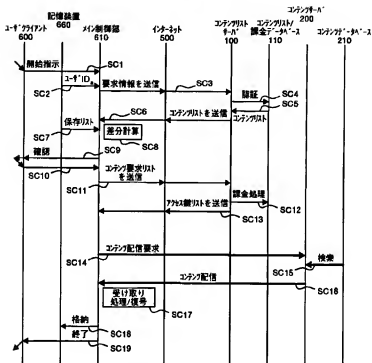 コンテンツサーバ
200
記憶装置
660
ユーザクライアント
600
メイン制御部
610
インターネット
500
コンテンツリスト
サーバ
100
コンテンツリスト/
課金データベース
110
コンテンツデータベース
210
開始指示
SC1
ユーザID
SC2
要求情報を送信
SC3
認証
SC4
SC5
コンテンツリスト
コンテンツリストを送信
SC6
保存リスト
SC7
差分計算
SC8
確認
SC9
SC10
コンテンツ要求リスト
を送信
SC11
課金処理
SC12
アクセス鍵リストを送信
SC13
コンテンツ配信要求
SC14
検索
SC15
コンテンツ配信
SC16
受け取り
処理/復号
SC17
格納
SC18
終了
SC19